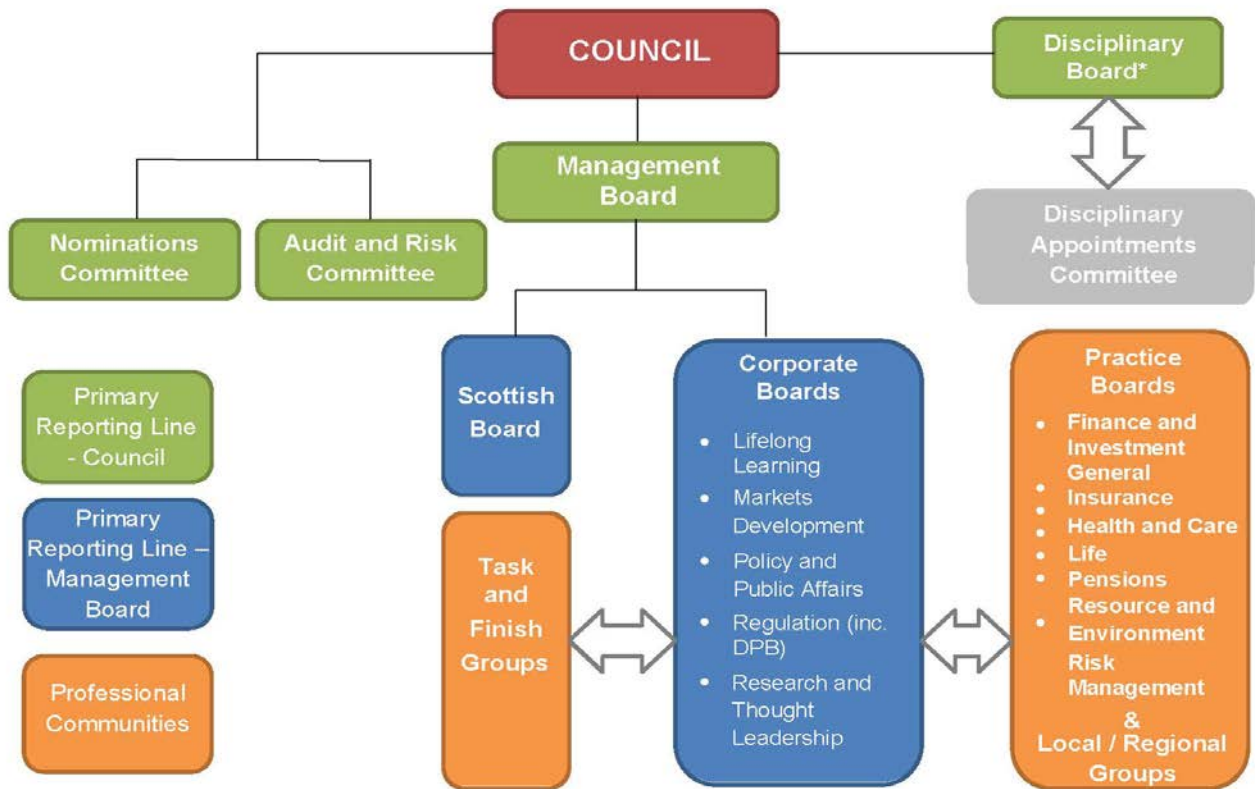 COUNCIL
Disciplinary
Board*
Management
Board
Nominations
Committee
Audit and Risk
Committee
Disciplinary
Appointments
Committee
Primary
Reporting Line
- Council
Primary
Reporting Line –
Management
Board
Professional
Communities
Scottish
Board
Task
and
Finish
Groups
Corporate
Boards
• Lifelong
Learning
• Markets
Development
• Policy and
Public Affairs
• Regulation (inc.
DPB)
• Research and
Thought
Leadership
Practice
Boards
• Finance and
Investment
General
• Insurance
• Health and Care
• Life
• Pensions
Resource and
• Environment
Risk
Management
&
Local / Regional
Groups